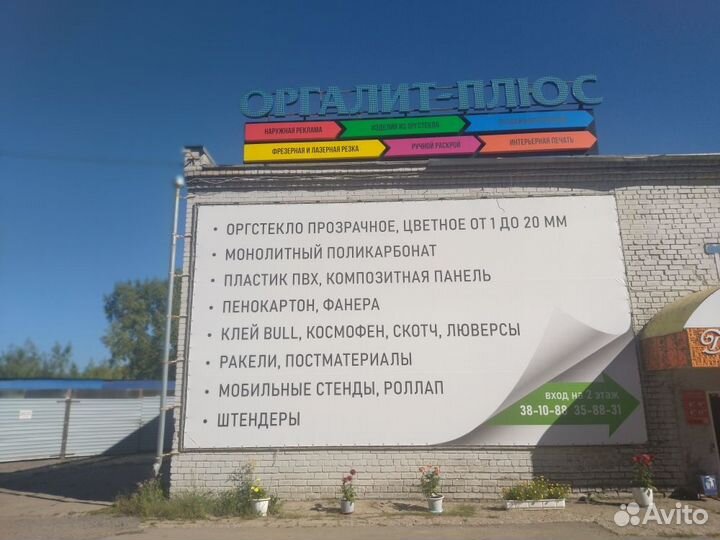 ОРГАЛИТ-ПЛЮС
НАРУЖНАЯ РЕКЛАМА
ИЗДЕЛИЯ ИЗ ОРГСТЕКЛА
ФРЕЗЕРНАЯ И ЛАЗЕРНАЯ РЕЗКА
РУЧНОЙ РАСКРОЙ
ИНТЕРЬЕРНАЯ ПЕЧАТЬ
• ОРГСТЕКЛО ПРОЗРАЧНОЕ, ЦВЕТНОЕ ОТ 1 ДО 20 ММ
• МОНОЛИТНЫЙ ПОЛИКАРБОНАТ
• ПЛАСТИК ПВХ, КОМПОЗИТНАЯ ПАНЕЛЬ
• ПЕНОКАРТОН, ФАНЕРА
• КЛЕЙ BULL, КОСМОФЕН, СКОТЧ, ЛЮВЕРСЫ
• РАКЕЛИ, ПОСТМАТЕРИАЛЫ
• МОБИЛЬНЫЕ СТЕНДЫ, РОЛЛАП
• ШТЕНДЕРЫ
вход на 2 этаж
38-10-88 35-88-31
Avito